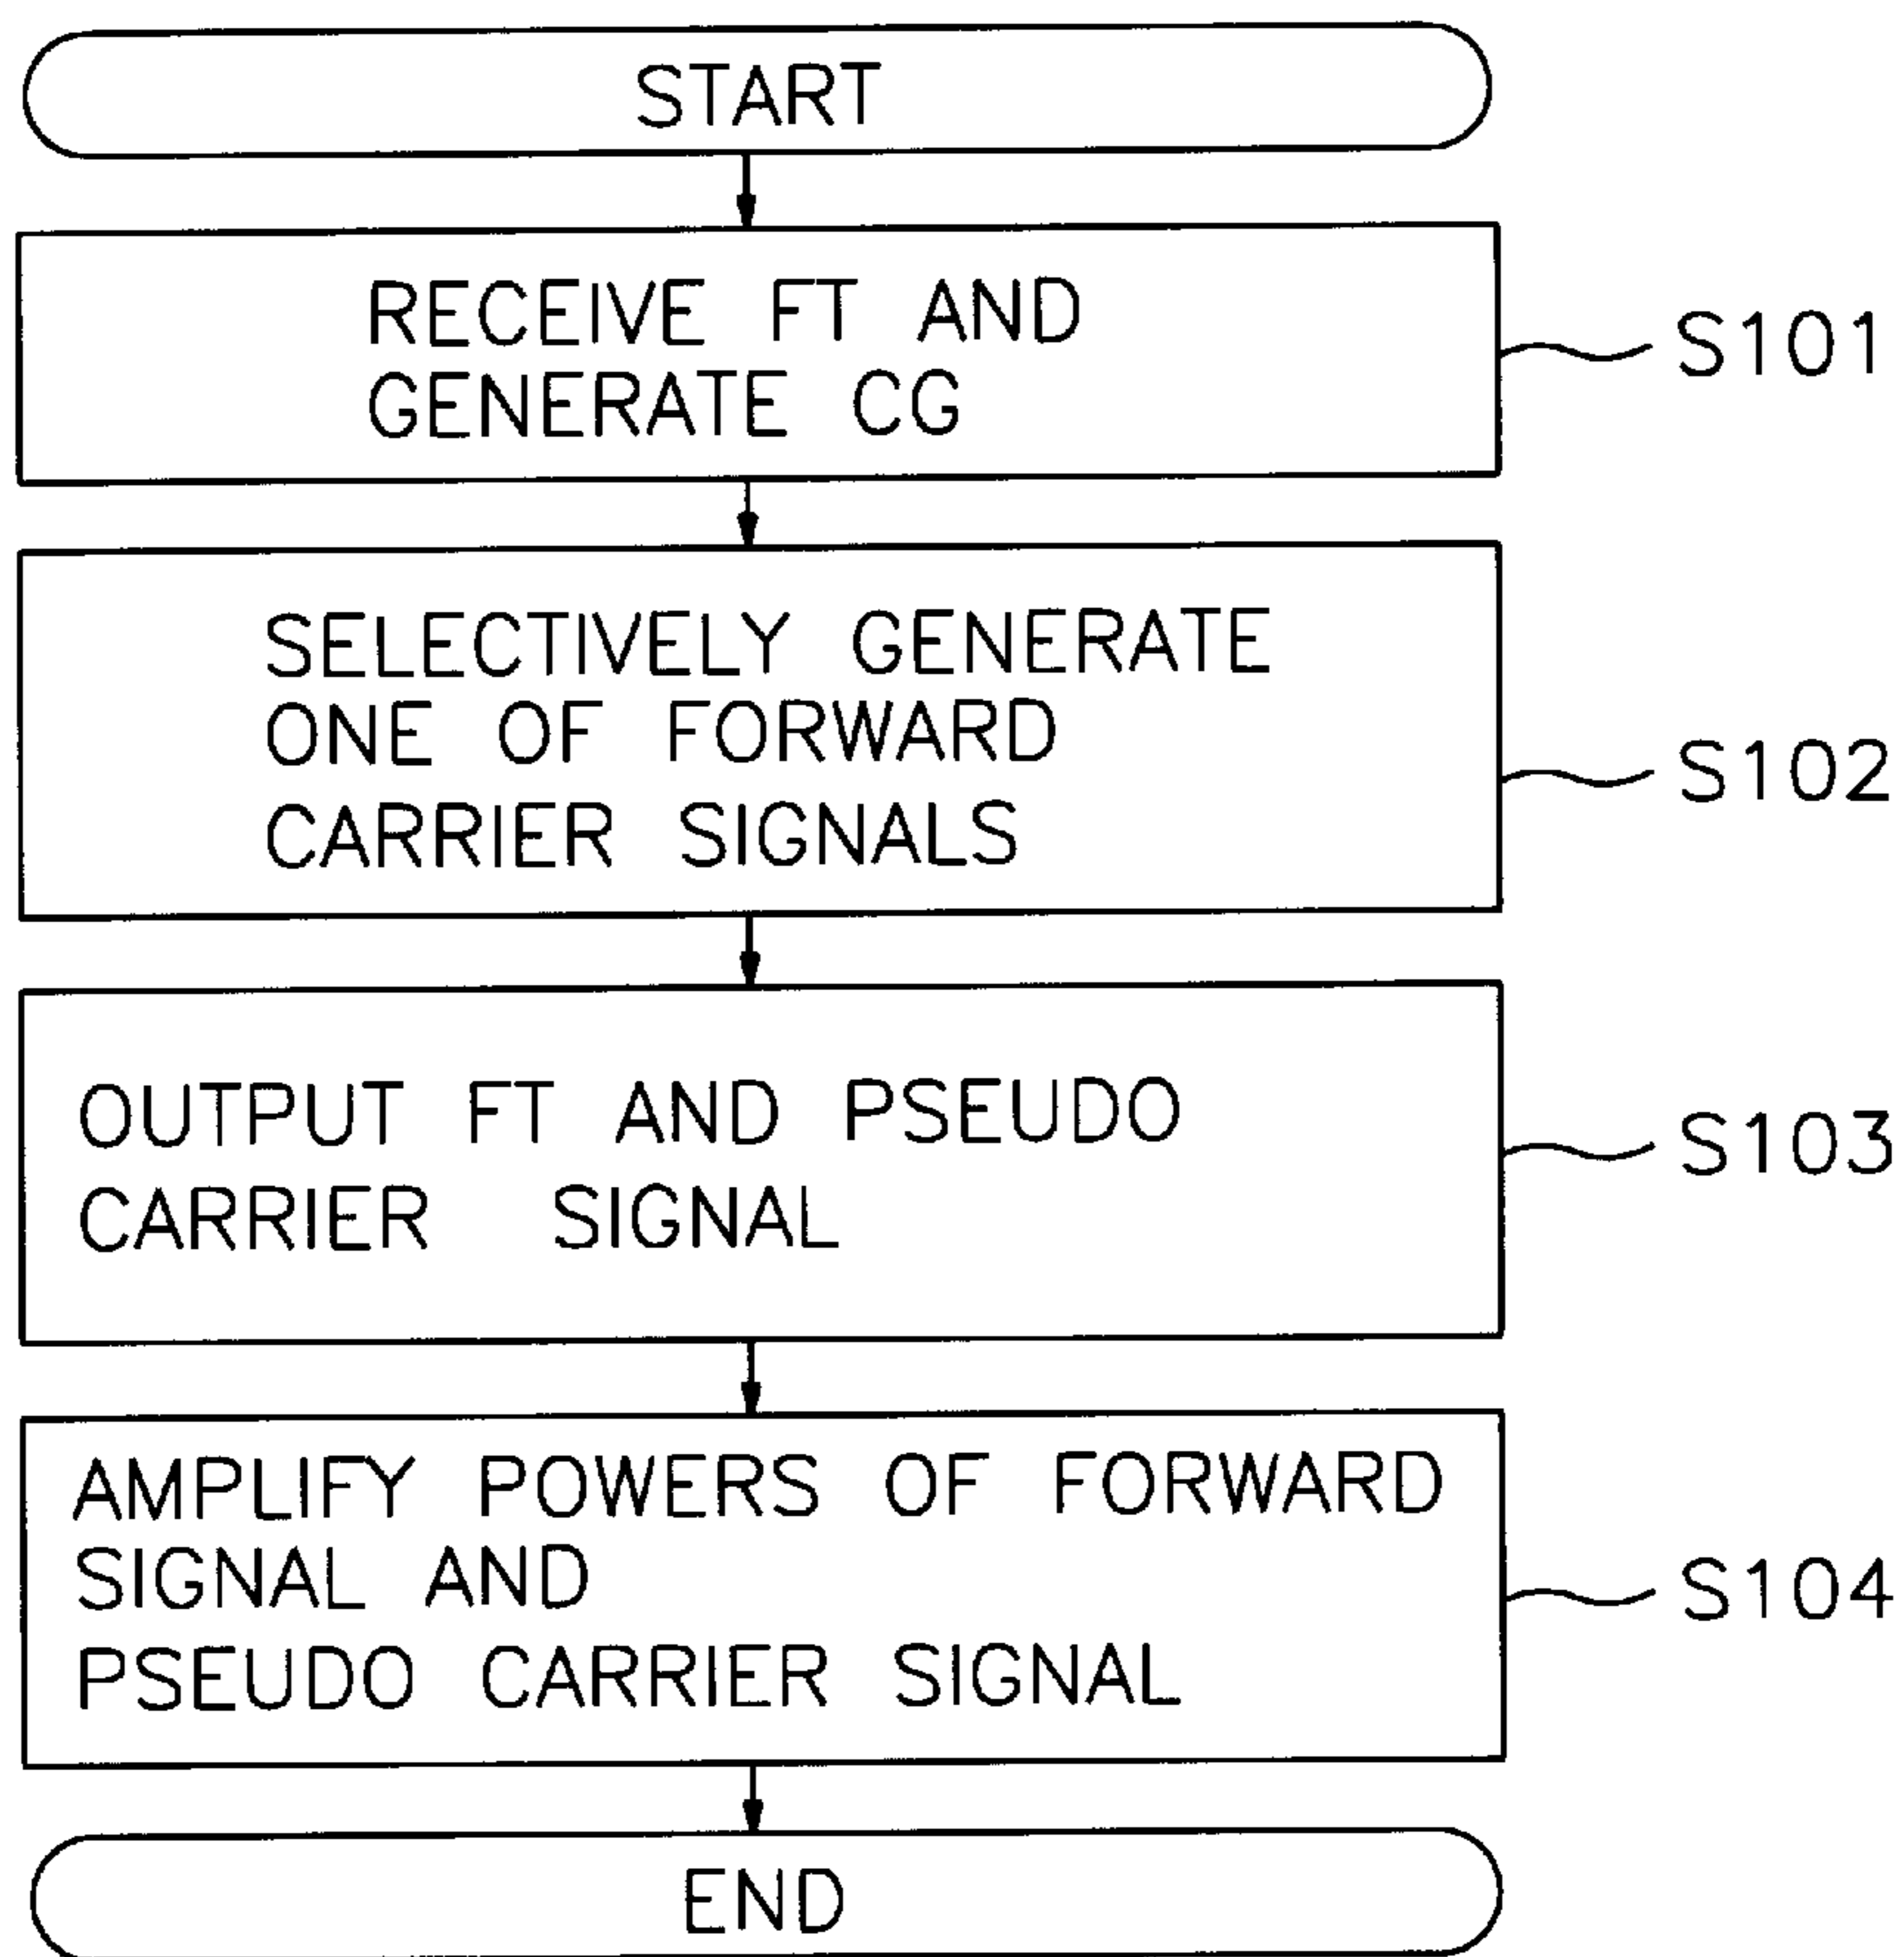 START
RECEIVE FT AND
GENERATE CG
S101
SELECTIVELY GENERATE
ONE OF FORWARD
CARRIER SIGNALS
S102
OUTPUT FT AND PSEUDO
CARRIER SIGNAL
S103
AMPLIFY POWERS OF FORWARD
SIGNAL AND
PSEUDO CARRIER SIGNAL
S104
END